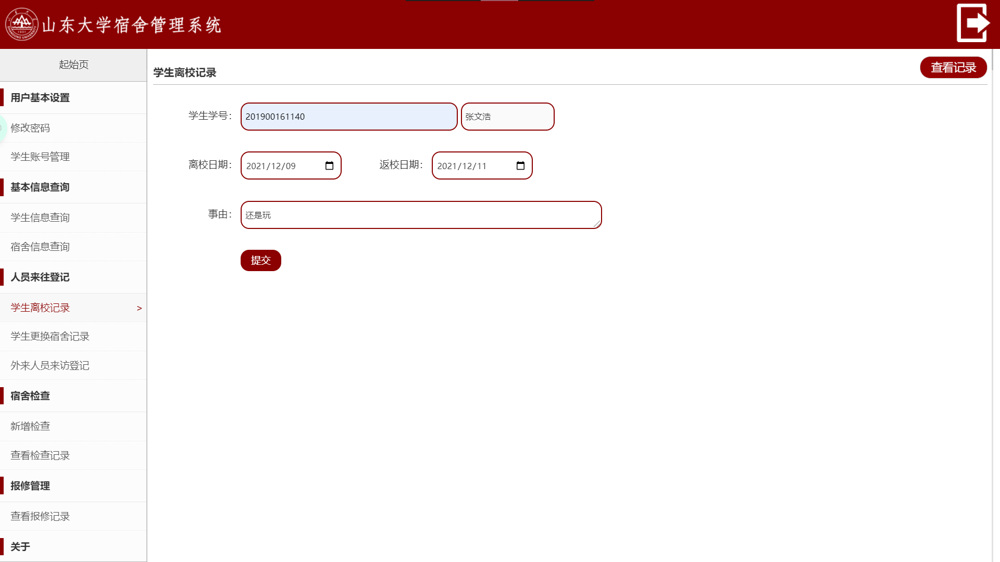 山东大学宿舍管理系统
SHANDONG UNIVERSITY
1901
起始页
用户基本设置
修改密码
学生账号管理
基本信息查询
学生信息查询
宿舍信息查询
人员来往登记
学生离校记录 >
学生更换宿舍记录
外来人员来访登记
宿舍检查
新增检查
查看检查记录
报修管理
查看报修记录
关于
学生离校记录 查看记录
学生学号： 201900161140 张文浩
离校日期： 2021/12/09 返校日期： 2021/12/11
事由： 还是玩
提交